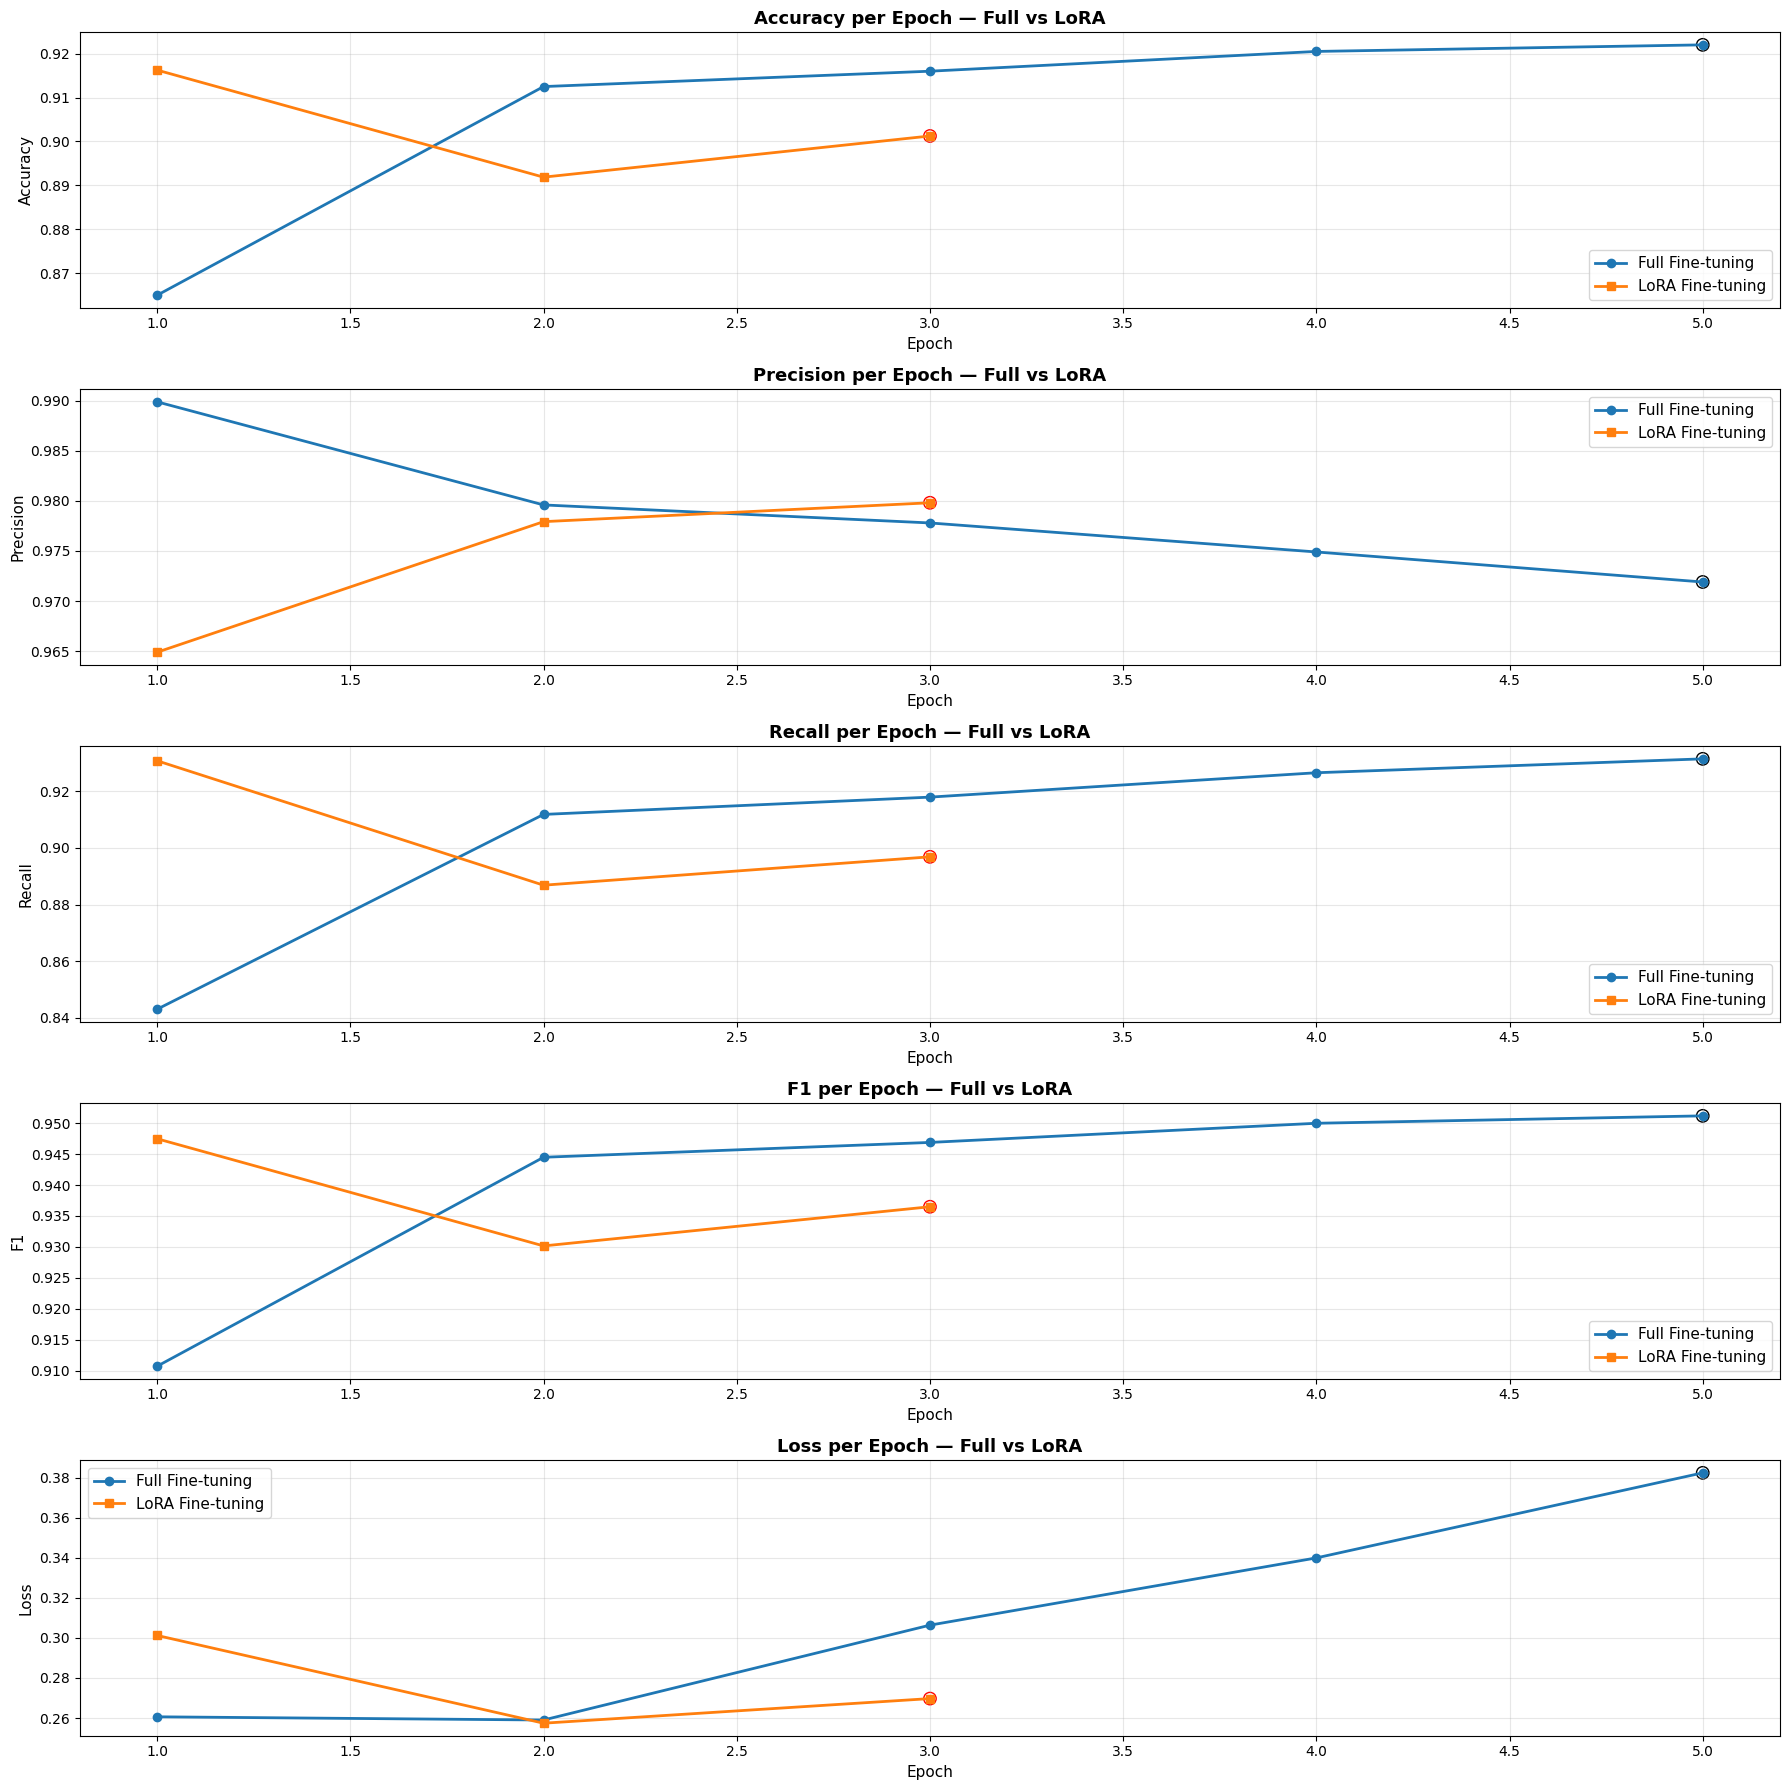 Accuracy per Epoch — Full vs LoRA
0.92
0.91
0.90
0.89
0.88
0.87
Accuracy
Full Fine-tuning
LoRA Fine-tuning
1.0 1.5 2.0 2.5 3.0 3.5 4.0 4.5 5.0
Epoch
Precision per Epoch — Full vs LoRA
0.990
0.985
0.980
0.975
0.970
0.965
Precision
Full Fine-tuning
LoRA Fine-tuning
1.0 1.5 2.0 2.5 3.0 3.5 4.0 4.5 5.0
Epoch
Recall per Epoch — Full vs LoRA
0.92
0.90
0.88
0.86
0.84
Recall
Full Fine-tuning
LoRA Fine-tuning
1.0 1.5 2.0 2.5 3.0 3.5 4.0 4.5 5.0
Epoch
F1 per Epoch — Full vs LoRA
0.950
0.945
0.940
0.935
0.930
0.925
0.920
0.915
0.910
F1
Full Fine-tuning
LoRA Fine-tuning
1.0 1.5 2.0 2.5 3.0 3.5 4.0 4.5 5.0
Epoch
Loss per Epoch — Full vs LoRA
0.38
0.36
0.34
0.32
0.30
0.28
0.26
Loss
Full Fine-tuning
LoRA Fine-tuning
1.0 1.5 2.0 2.5 3.0 3.5 4.0 4.5 5.0
Epoch